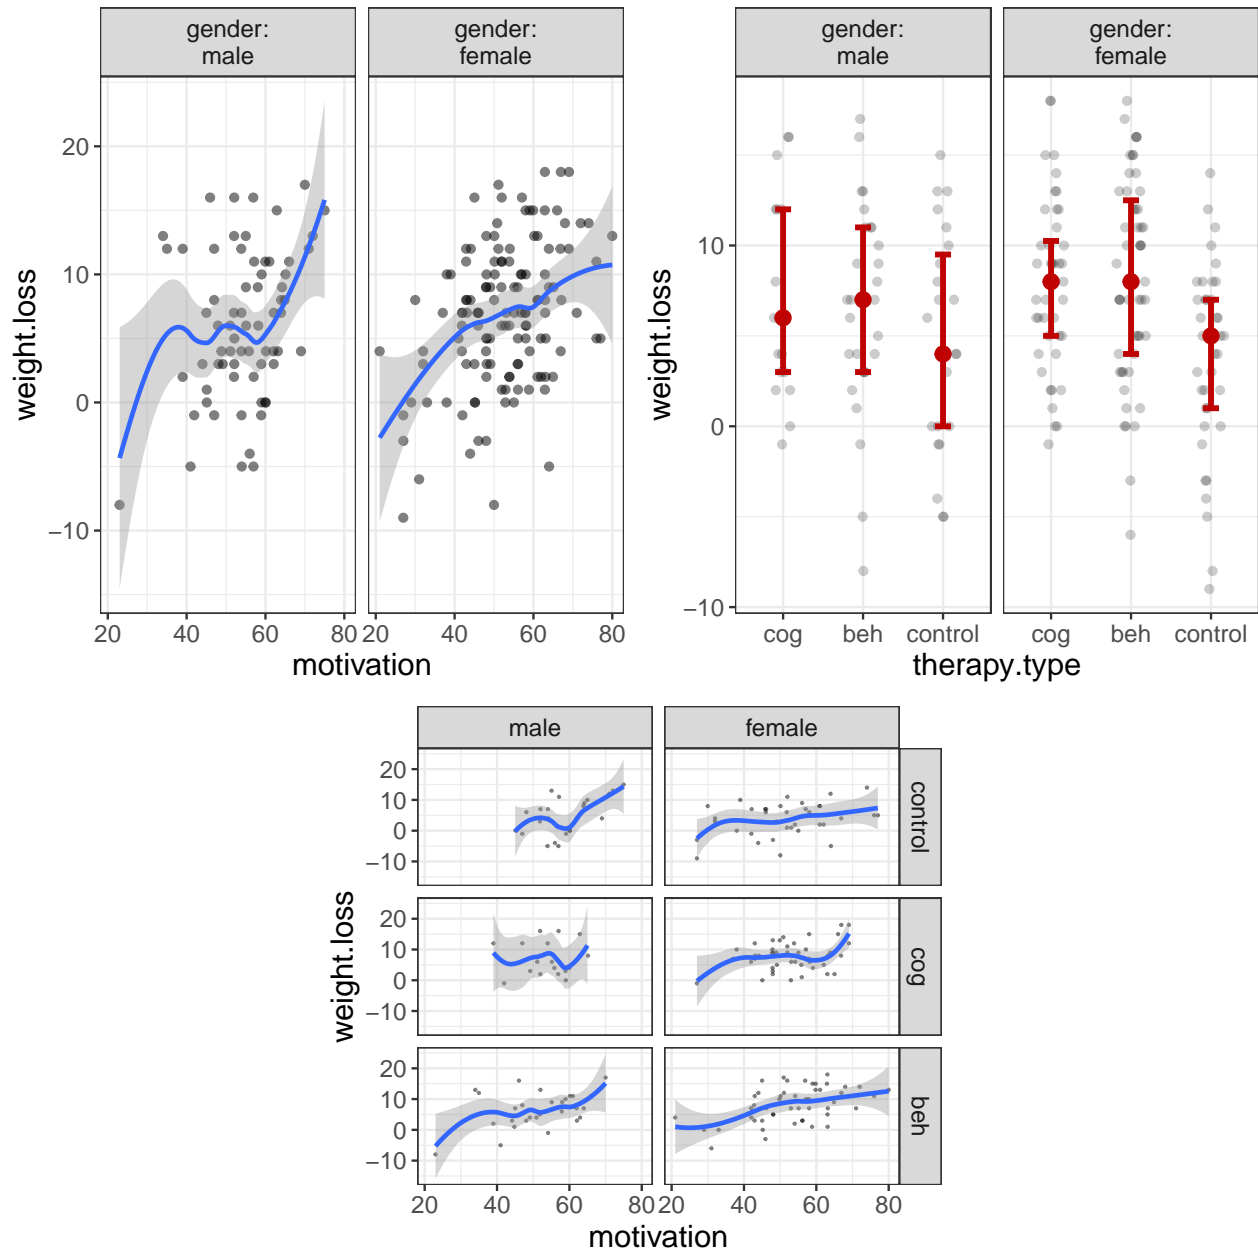 gender:
male
gender:
female
20
10
0
−10
weight.loss
20 40 60 80
20 40 60 80
motivation
gender:
male
gender:
female
10
0
−10
weight.loss
cog beh control
cog beh control
therapy.type
male
female
20
10
0
−10
control
20
10
0
−10
cog
20
10
0
−10
beh
weight.loss
20 40 60 80
20 40 60 80
motivation